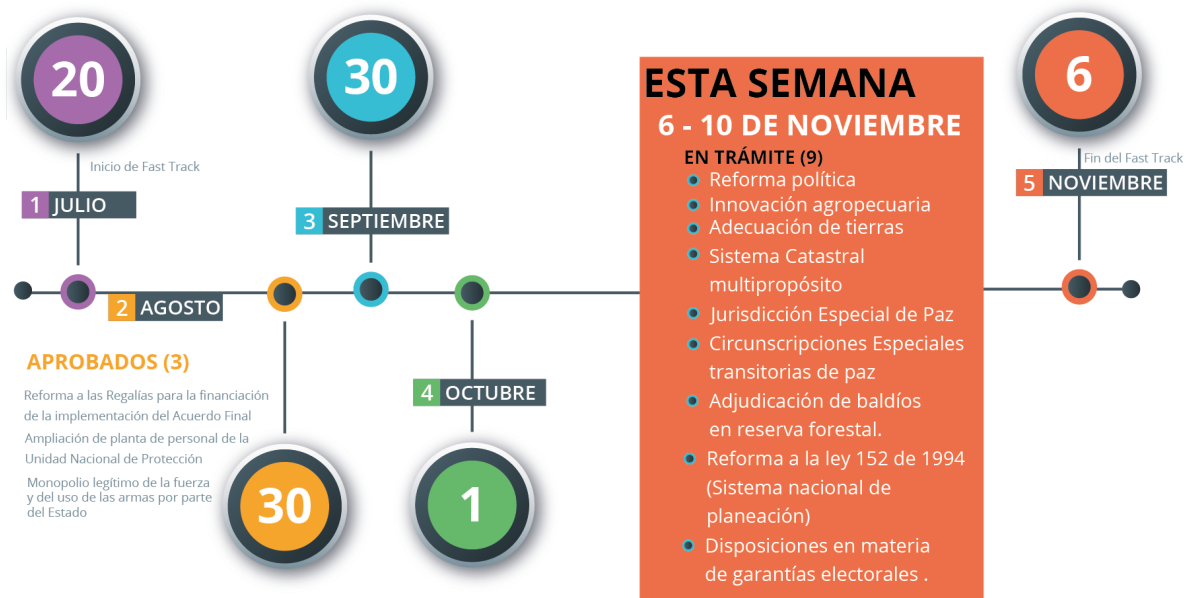 20
Inicio de Fast Track
1 JULIO
2 AGOSTO
APROBADOS (3)
Reforma a las Regalías para la financiación
de la implementación del Acuerdo Final
Ampliación de planta de personal de la
Unidad Nacional de Protección
Monopolio legítimo de la fuerza
y del uso de las armas por parte
del Estado
30
30
3 SEPTIEMBRE
4 OCTUBRE
1
ESTA SEMANA
6 - 10 DE NOVIEMBRE
EN TRÁMITE (9)
Reforma política
Innovación agropecuaria
Adecuación de tierras
Sistema Catastral
multipropósito
Jurisdicción Especial de Paz
Circunscripciones Especiales
transitorias de paz
Adjudicación de baldíos
en reserva forestal.
Reforma a la ley 152 de 1994
(Sistema nacional de
planeación)
Disposiciones en materia
de garantías electorales .
6
Fin del Fast Track
5 NOVIEMBRE